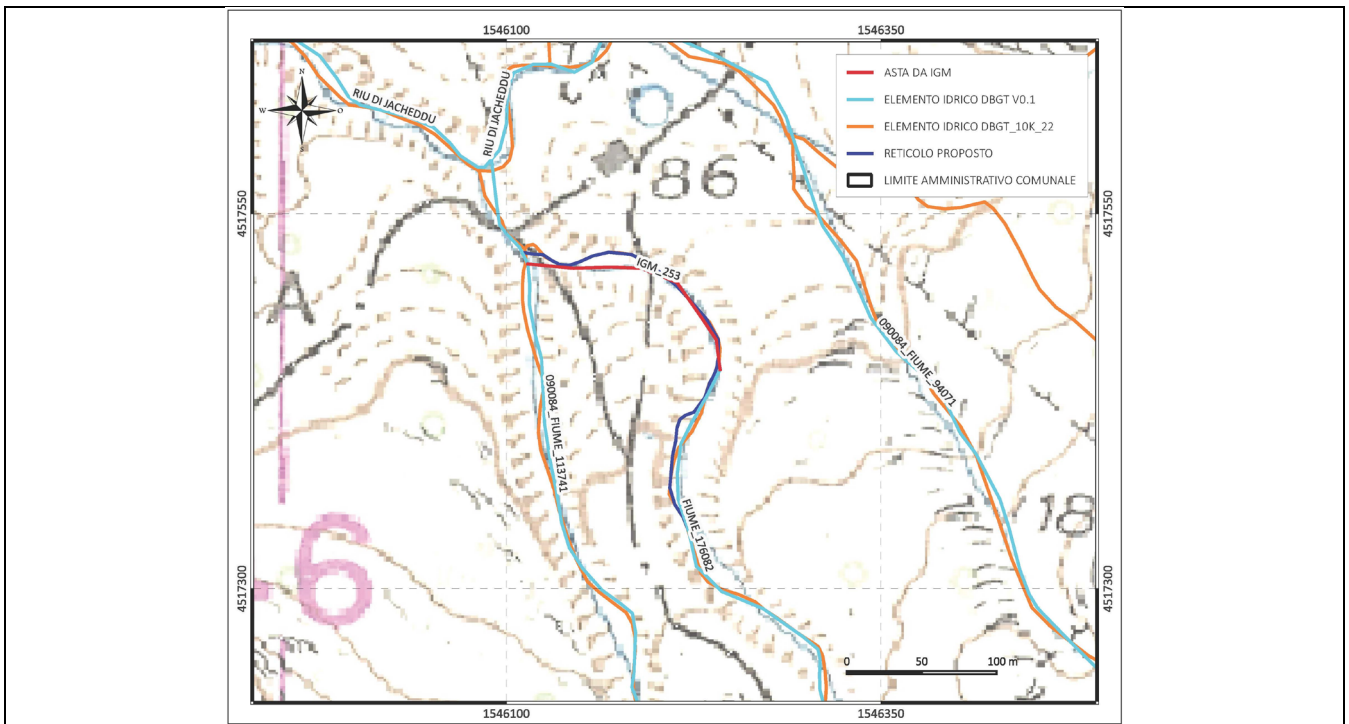 1546100
1546350
ASTA DA IGM
ELEMENTO IDRICO DBGT V0.1
ELEMENTO IDRICO DBGT_10K_22
RETICOLO PROPOSTO
LIMITE AMMINISTRATIVO COMUNALE
N
W
O
S
RIU DI JACHEDDU
RIU DI JACHEDDU
86
4517550
4517550
IGM_253
A
090084_FIUME_94071
090084_FIUME_113741
FIUME_176082
18
6
4517300
4517300
0
50
100 m
1546100
1546350